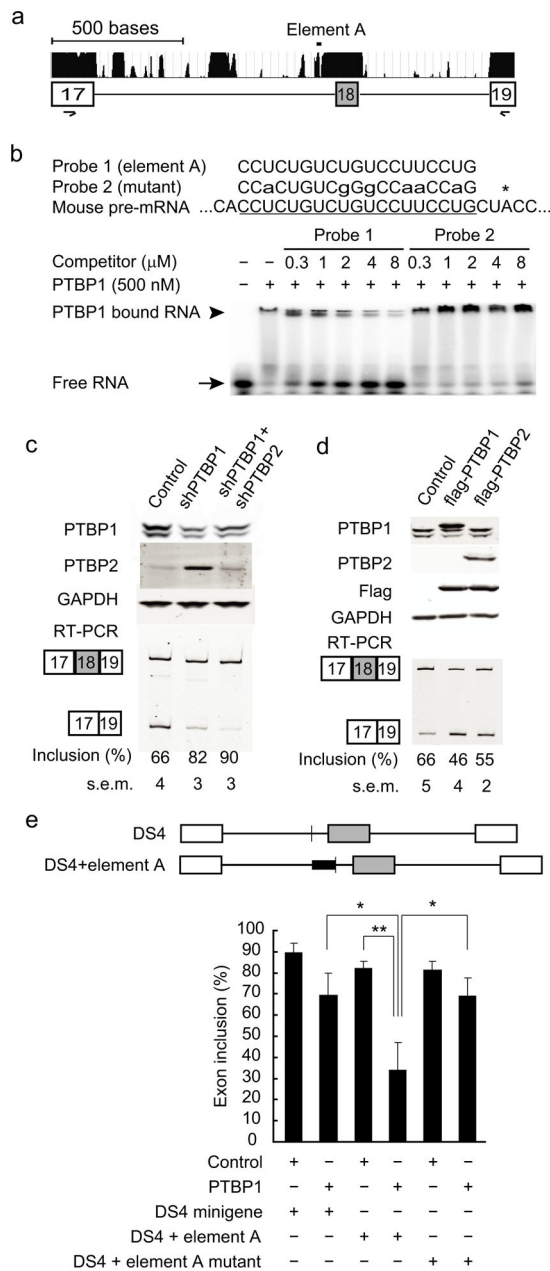 a
500 bases
Element A
17 18 19
b
Probe 1 (element A) CCUCUGUCUGUCCUUCCUG
Probe 2 (mutant) CCaCUGUCgGgCCaaCCaG *
Mouse pre-mRNA ...CACCUCUGUCUGUCCUUCCUGCUACC...
Probe 1 Probe 2
Competitor (μM) – – 0.3 1 2 4 8 0.3 1 2 4 8
PTBP1 (500 nM) – + + + + + + + + + + +
PTBP1 bound RNA
Free RNA
c
Control shPTBP1 shPTBP1+ shPTBP2
PTBP1
PTBP2
GAPDH
RT-PCR
17 18 19
17 19
Inclusion (%) 66 82 90
s.e.m. 4 3 3
d
Control flag-PTBP1 flag-PTBP2
PTBP1
PTBP2
Flag
GAPDH
RT-PCR
17 18 19
17 19
Inclusion (%) 66 46 55
s.e.m. 5 4 2
e
DS4
DS4+element A
* ** *
Exon inclusion (%)
100
90
80
70
60
50
40
30
20
10
0
Control + – + – + –
PTBP1 – + – + – +
DS4 minigene + + – – – –
DS4 + element A – – + + – –
DS4 + element A mutant – – – – + +